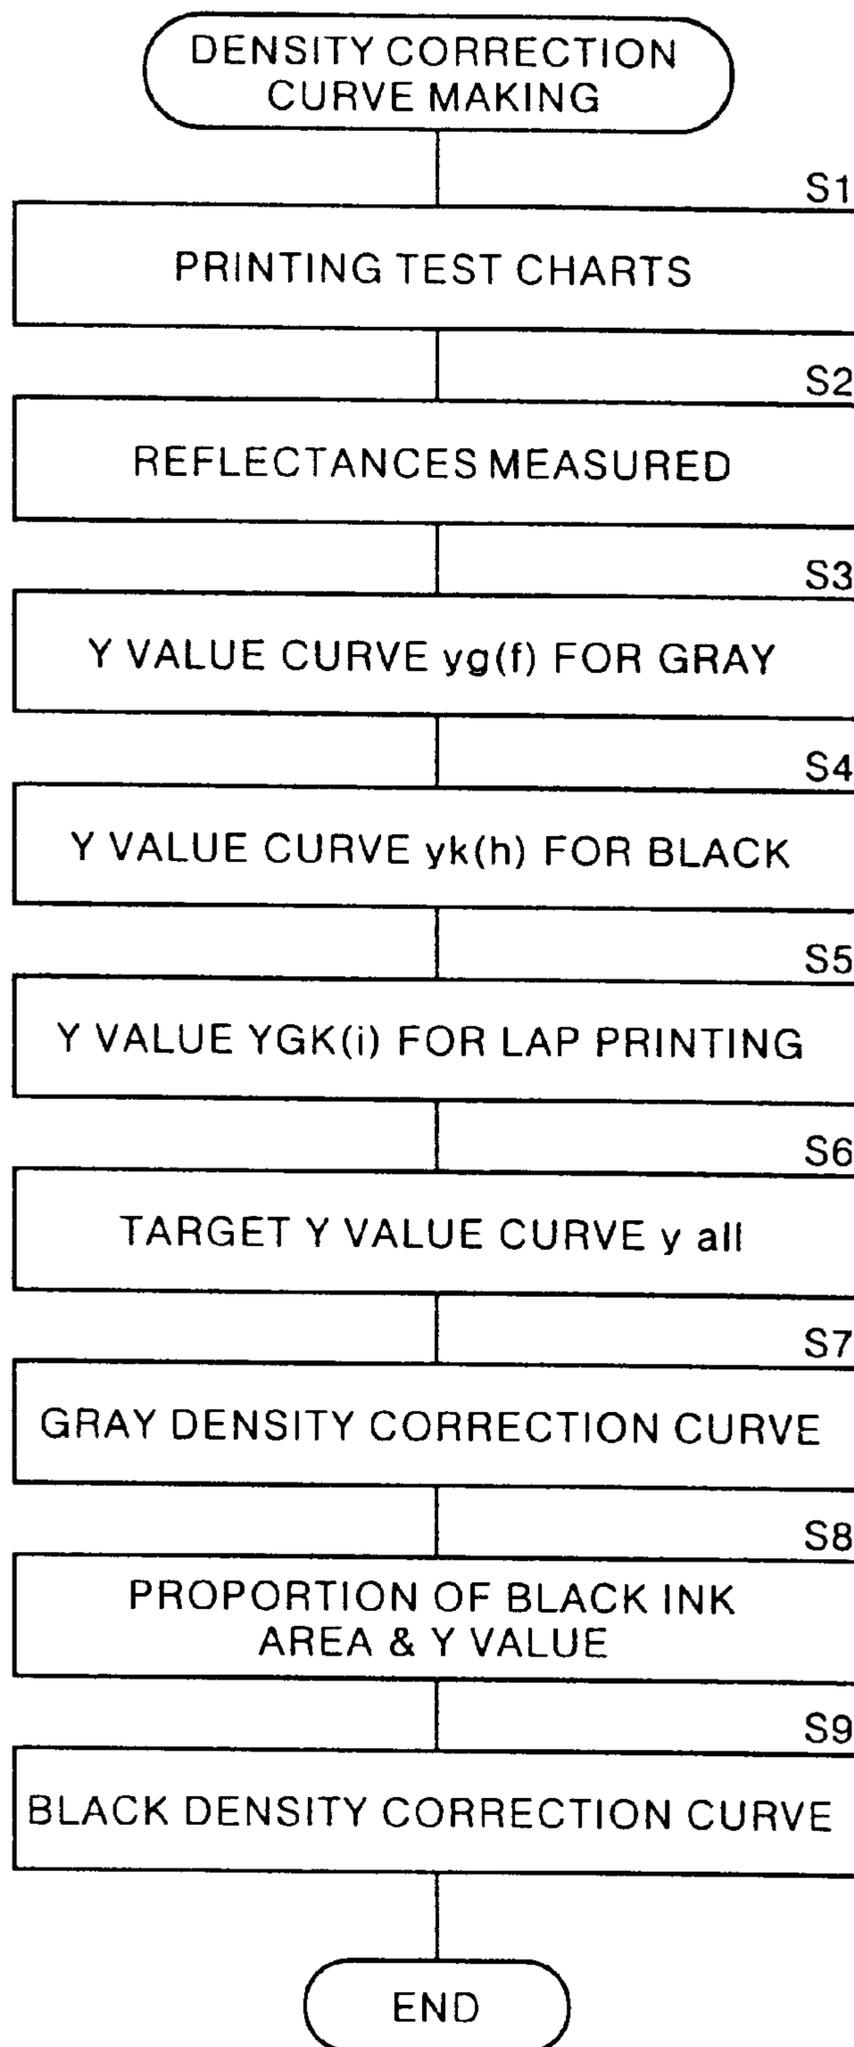 DENSITY CORRECTION
CURVE MAKING
S1
PRINTING TEST CHARTS
S2
REFLECTANCES MEASURED
S3
Y VALUE CURVE yg(f) FOR GRAY
S4
Y VALUE CURVE yk(h) FOR BLACK
S5
Y VALUE YGK(i) FOR LAP PRINTING
S6
TARGET Y VALUE CURVE y all
S7
GRAY DENSITY CORRECTION CURVE
S8
PROPORTION OF BLACK INK
AREA & Y VALUE
S9
BLACK DENSITY CORRECTION CURVE
END